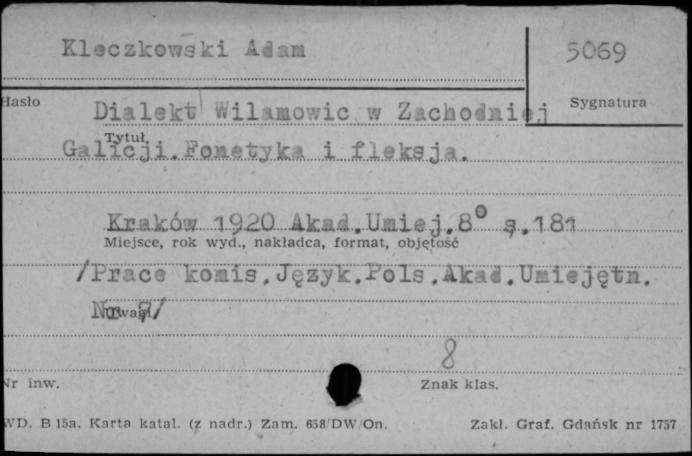 Kleczkowski Adam
5069
Hasło
Sygnatura
Dialekt Wilamowic w Zachodniej
Tytuł
Galicji.Fonetyka i fleksja.
Kraków 1920 Akad.Umiej.8° s.181
Miejsce, rok wyd., nakładca, format, objętość
/Prace komis.Język.Pols.Akad.Umiejętn.
Nr 7/
Uwagi
8
Nr inw.
Znak klas.
WD. B 15a. Karta katal. (z nadr.) Zam. 658/DW/On.
Zakł. Graf. Gdańsk nr 1757